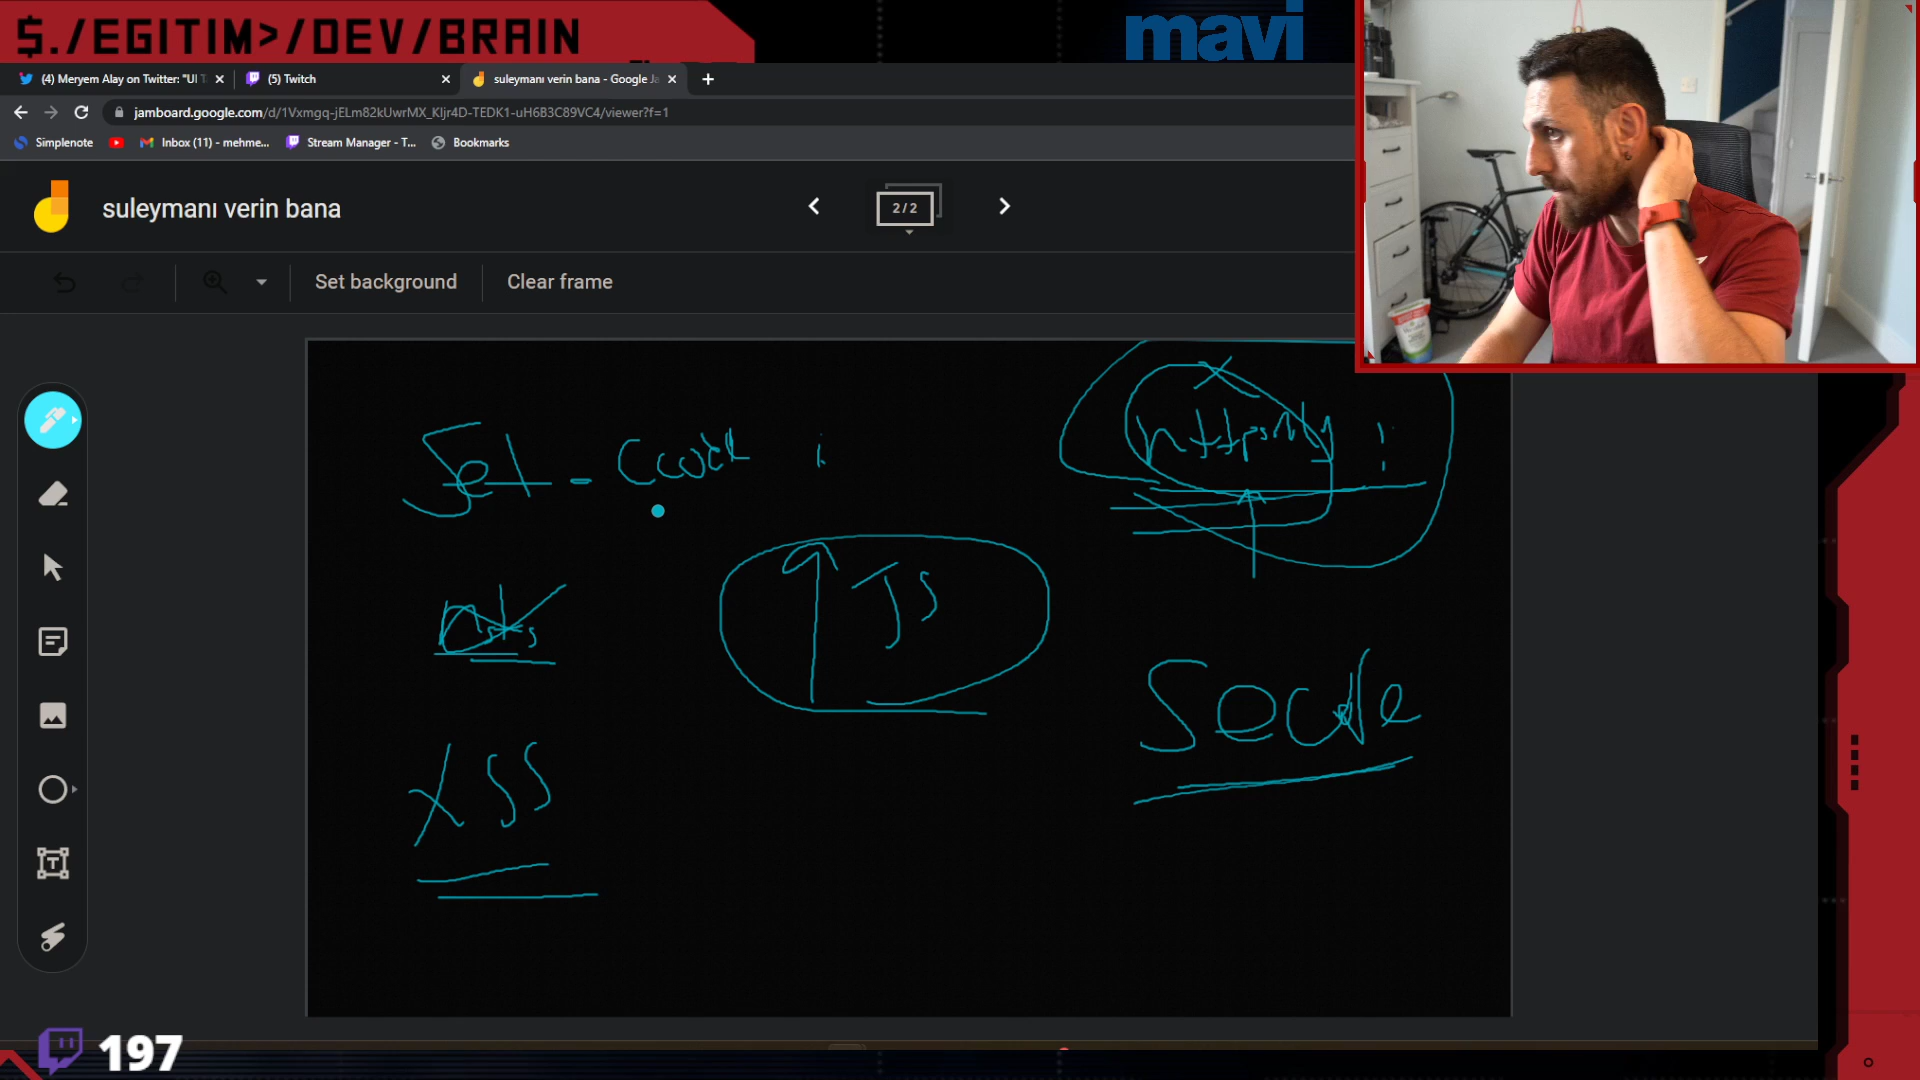 $./EGITIM>/DEV/BRAIN
mavi
(4) Meryem Alay on Twitter: "UI T
(5) Twitch
suleymanı verin bana - Google Ja
jamboard.google.com/d/1Vxmgq-jELm82kUwrMX_KIjr4D-TEDK1-uH6B3C89VC4/viewer?f=1
Simplenote
Inbox (11) - mehme...
Stream Manager - T...
Bookmarks
suleymanı verin bana
2/2
Set background
Clear frame
Set -
httponly
JS
XSS
197